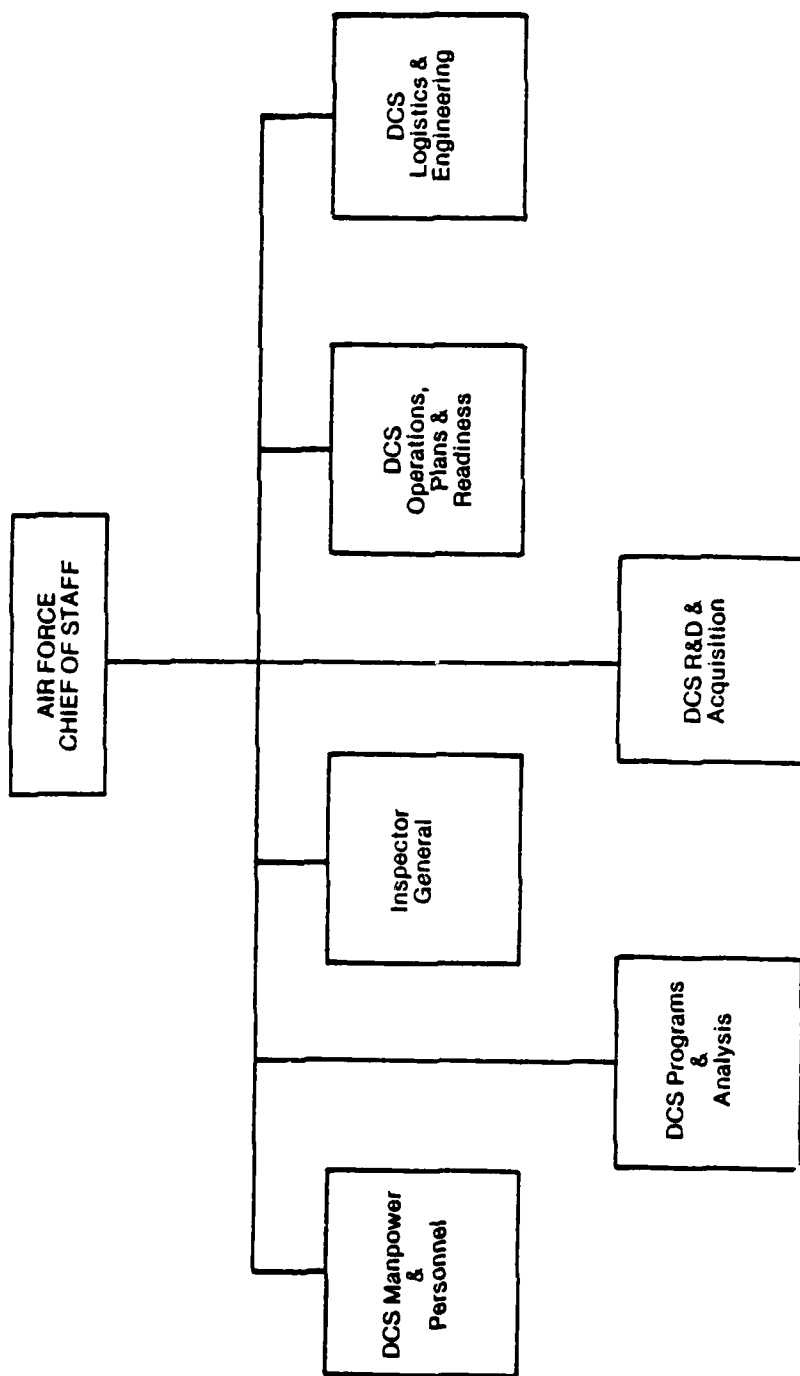 AIR FORCE
CHIEF OF STAFF
DCS Manpower
&
Personnel
Inspector
General
DCS
Operations,
Plans &
Readiness
DCS
Logistics &
Engineering
DCS Programs
&
Analysis
DCS R&D &
Acquisition